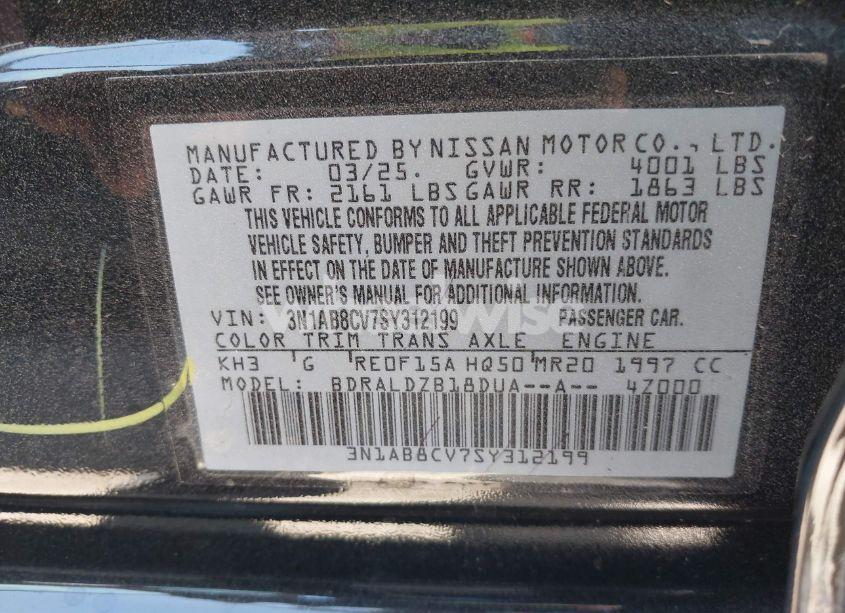 MANUFACTURED BY NISSAN MOTOR CO., LTD.
DATE: 03/25. GVWR: 4001 LBS
GAWR FR: 2161 LBS GAWR RR: 1863 LBS
THIS VEHICLE CONFORMS TO ALL APPLICABLE FEDERAL MOTOR
VEHICLE SAFETY, BUMPER AND THEFT PREVENTION STANDARDS
IN EFFECT ON THE DATE OF MANUFACTURE SHOWN ABOVE.
SEE OWNER'S MANUAL FOR ADDITIONAL INFORMATION.
VIN: 3N1AB8CV7SY312199 PASSENGER CAR.
COLOR TRIM TRANS AXLE ENGINE
KH3 G RE0F15A HQ50 MR20 1997 CC
MODEL: BDRALDZB18DUA--A-- 4Z000
3N1AB8CV7SY312199